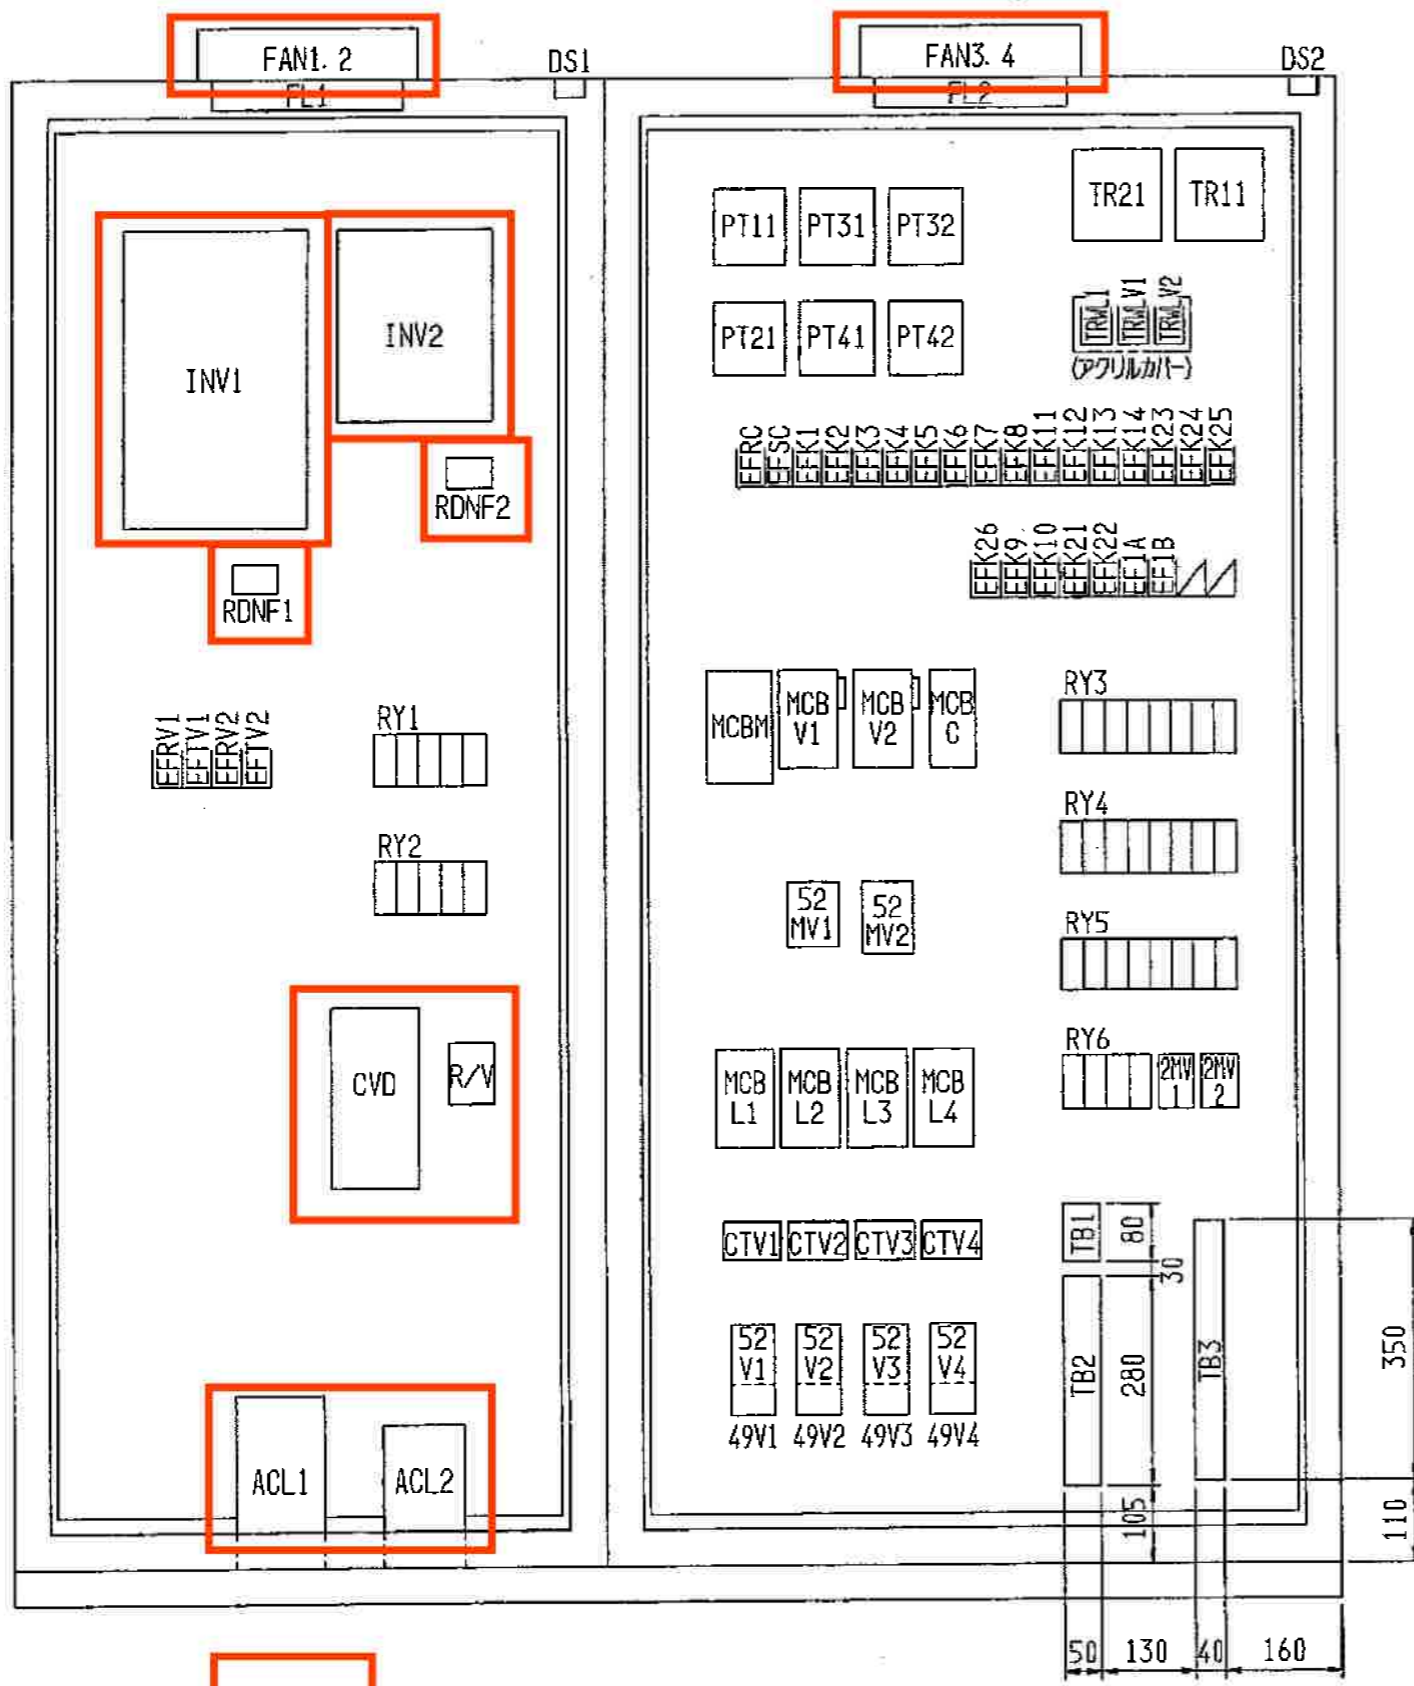 FAN1.2
FAN3.4
DS1
DS2
FL1
FL2
TR21 TR11
PT11 PT31 PT32
INV1
INV2
PT21 PT41 PT42
TRWL1 TRWLV1 TRWLV2
(アクリルカバー)
EFRC EFSC EFK1 EFK2 EFK3 EFK4 EFK5 EFK6 EFK7 EFK8 EFK11 EFK12 EFK13 EFK14 EFK23 EFK24 EFK25
RDNF2
EFK26 EFK9 EFK10 EFK21 EFK22 EF1A EF1B
RDNF1
EFRV1 EFTV1 EFRV2 EFTV2
RY1
MCBM
MCB V1
MCB V2
MCB C
RY3
RY2
RY4
52 MV1
52 MV2
RY5
CVD
R/V
MCB L1
MCB L2
MCB L3
MCB L4
RY6
2MV 1
2MV 2
CTV1 CTV2 CTV3 CTV4
TB1
80
30
52 V1
52 V2
52 V3
52 V4
49V1 49V2 49V3 49V4
TB2
280
TB3
350
ACL1
ACL2
105
110
50 130 40 160